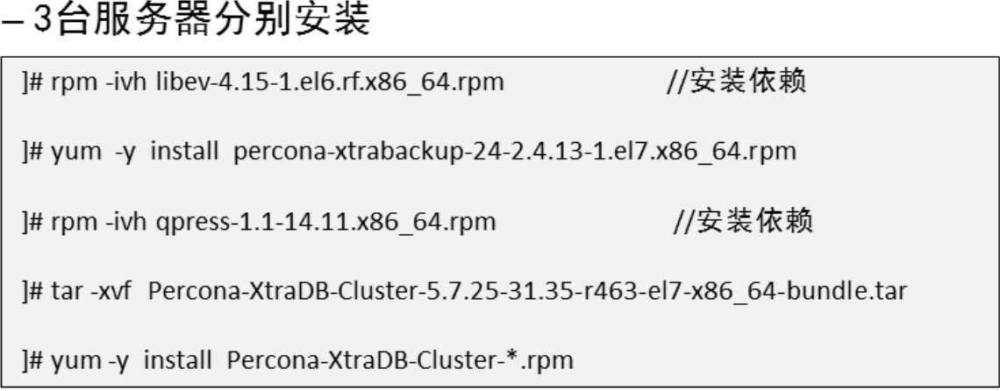 – 3台服务器分别安装
]# rpm -ivh libev-4.15-1.el6.rf.x86_64.rpm //安装依赖
]# yum -y install percona-xtrabackup-24-2.4.13-1.el7.x86_64.rpm
]# rpm -ivh qpress-1.1-14.11.x86_64.rpm //安装依赖
]# tar -xvf Percona-XtraDB-Cluster-5.7.25-31.35-r463-el7-x86_64-bundle.tar
]# yum -y install Percona-XtraDB-Cluster-*.rpm